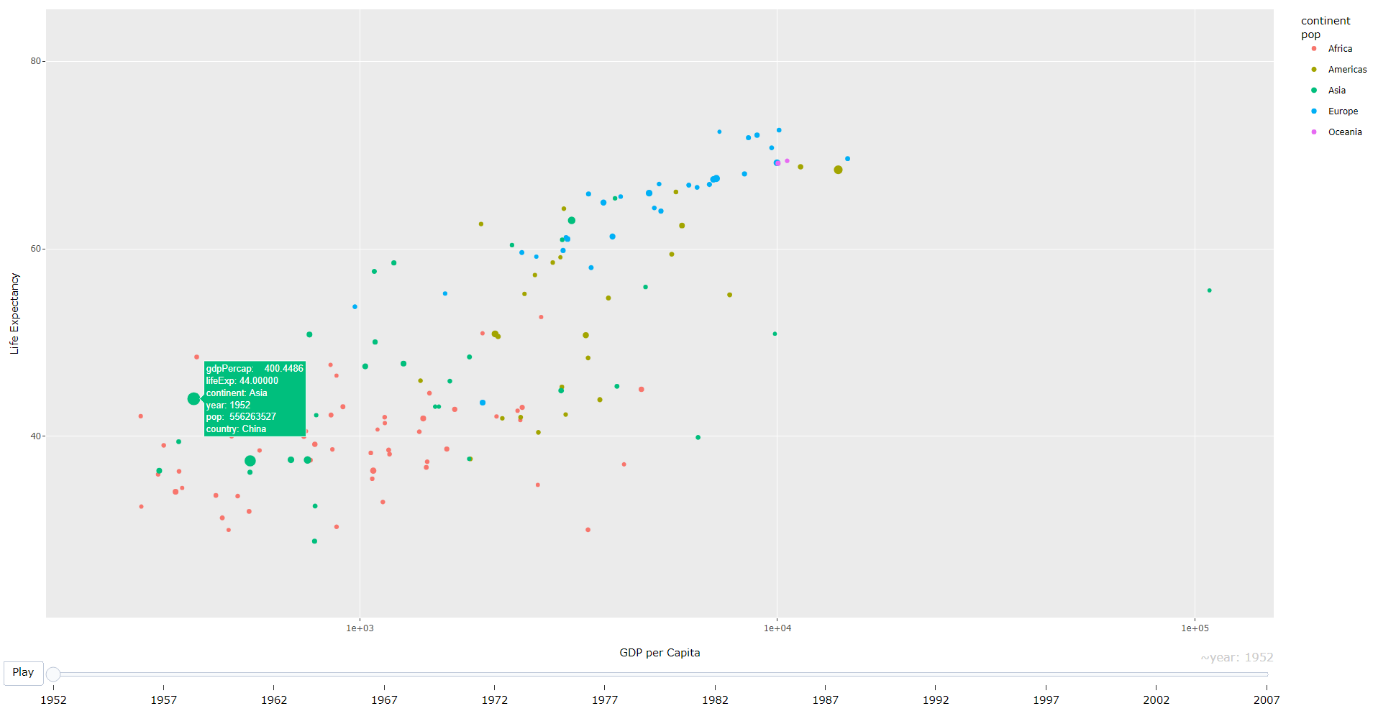 continent
pop
Africa
Americas
Asia
Europe
Oceania
80
60
40
Life Expectancy
gdpPercap: 400.4486
lifeExp: 44.00000
continent: Asia
year: 1952
pop: 556263527
country: China
1e+03
1e+04
1e+05
GDP per Capita
~year: 1952
Play
1952 1957 1962 1967 1972 1977 1982 1987 1992 1997 2002 2007